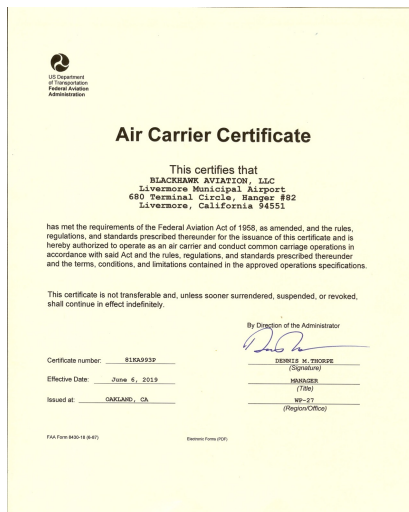 US Department
of Transportation
Federal Aviation
Administration
Air Carrier Certificate
This certifies that
BLACKHAWK AVIATION, LLC
Livermore Municipal Airport
680 Terminal Circle, Hanger #82
Livermore, California 94551
has met the requirements of the Federal Aviation Act of 1958, as amended, and the rules,
regulations, and standards prescribed thereunder for the issuance of this certificate and is
hereby authorized to operate as an air carrier and conduct common carriage operations in
accordance with said Act and the rules, regulations, and standards prescribed thereunder
and the terms, conditions, and limitations contained in the approved operations specifications.
This certificate is not transferable and, unless sooner surrendered, suspended, or revoked,
shall continue in effect indefinitely.
By Direction of the Administrator
Certificate number: 81KA993P
DENNIS M.THORPE
(Signature)
Effective Date: June 6, 2019
MANAGER
(Title)
Issued at: OAKLAND, CA
WP-27
(Region/Office)
FAA Form 8430-18 (6-87) Electronic Forms (PDF)